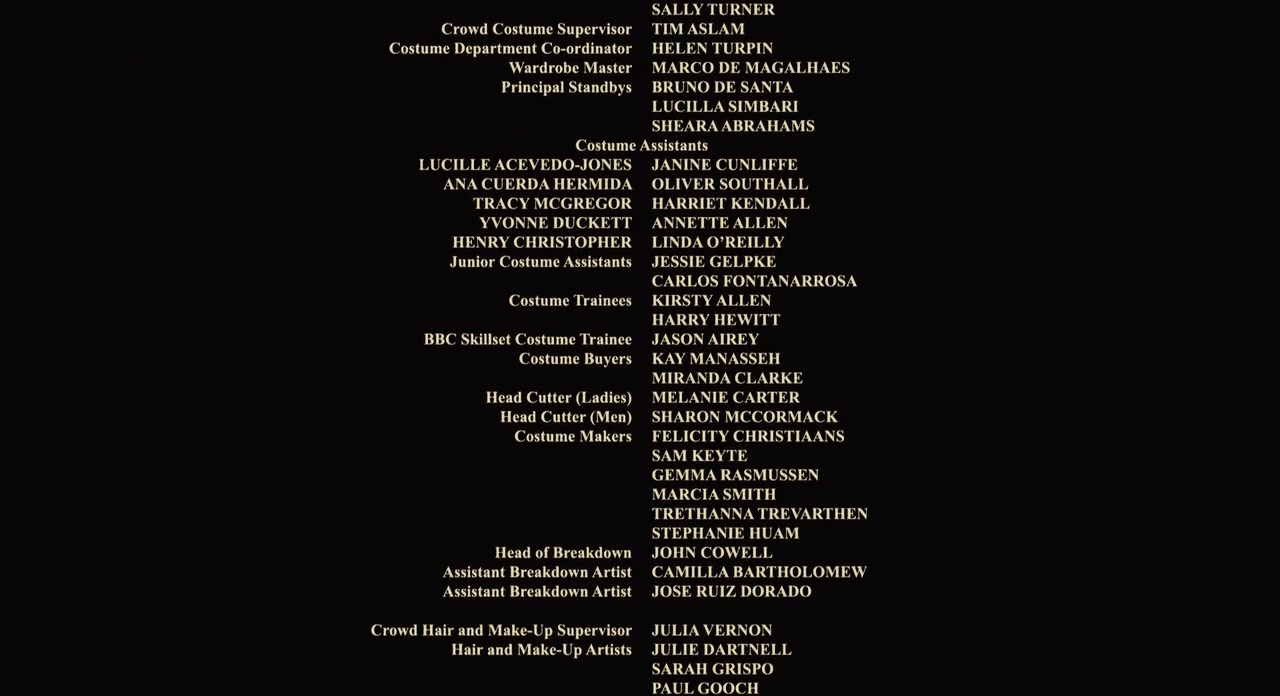 SALLY TURNER
Crowd Costume Supervisor TIM ASLAM
Costume Department Co-ordinator HELEN TURPIN
Wardrobe Master MARCO DE MAGALHAES
Principal Standbys BRUNO DE SANTA
LUCILLA SIMBARI
SHEARA ABRAHAMS
Costume Assistants
LUCILLE ACEVEDO-JONES JANINE CUNLIFFE
ANA CUERDA HERMIDA OLIVER SOUTHALL
TRACY MCGREGOR HARRIET KENDALL
YVONNE DUCKETT ANNETTE ALLEN
HENRY CHRISTOPHER LINDA O’REILLY
Junior Costume Assistants JESSIE GELPKE
CARLOS FONTANARROSA
Costume Trainees KIRSTY ALLEN
HARRY HEWITT
BBC Skillset Costume Trainee JASON AIREY
Costume Buyers KAY MANASSEH
MIRANDA CLARKE
Head Cutter (Ladies) MELANIE CARTER
Head Cutter (Men) SHARON MCCORMACK
Costume Makers FELICITY CHRISTIAANS
SAM KEYTE
GEMMA RASMUSSEN
MARCIA SMITH
TRETHANNA TREVARTHEN
STEPHANIE HUAM
Head of Breakdown JOHN COWELL
Assistant Breakdown Artist CAMILLA BARTHOLOMEW
Assistant Breakdown Artist JOSE RUIZ DORADO
Crowd Hair and Make-Up Supervisor JULIA VERNON
Hair and Make-Up Artists JULIE DARTNELL
SARAH GRISPO
PAUL GOOCH